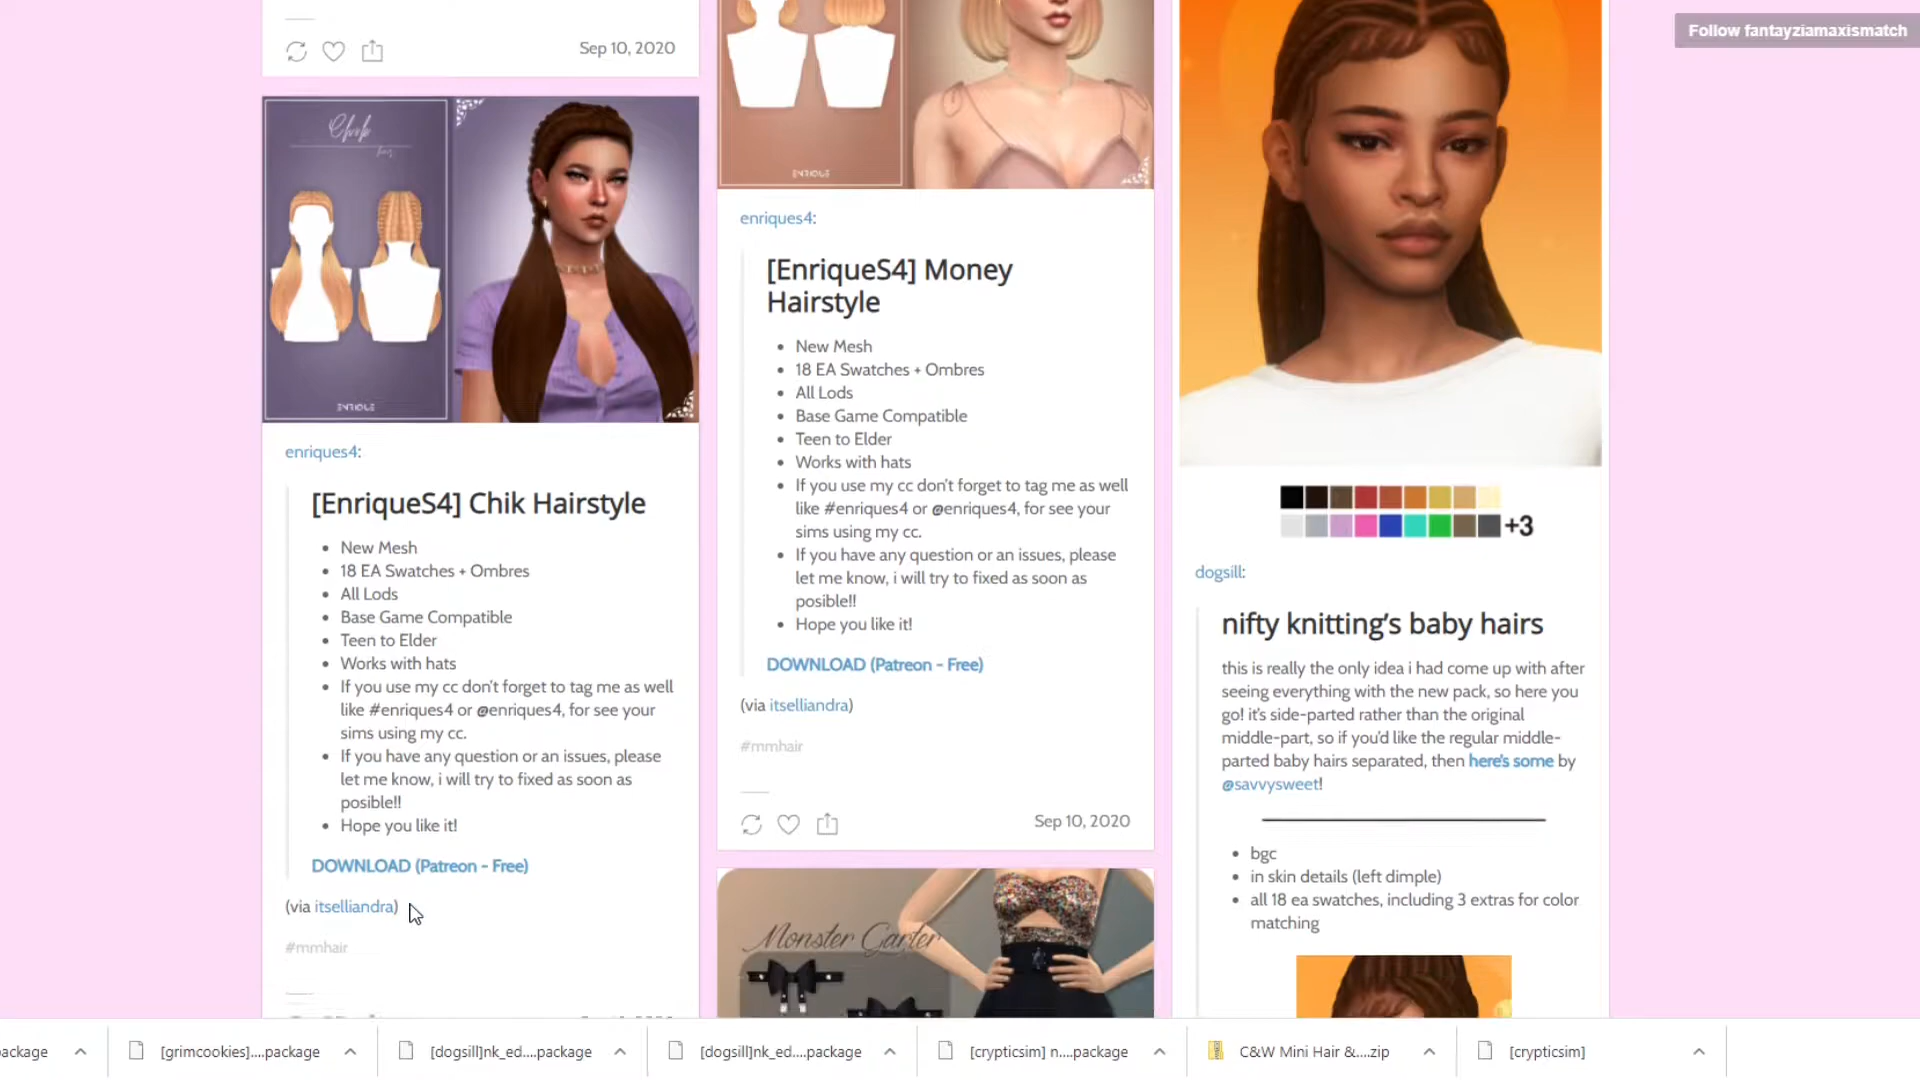 Follow fantayziamaxismatch
Sep 10, 2020
Chik
hair
ENRIQUE
enriques4:
[EnriqueS4] Chik Hairstyle
New Mesh
18 EA Swatches + Ombres
All Lods
Base Game Compatible
Teen to Elder
Works with hats
If you use my cc don't forget to tag me as well
like #enriques4 or @enriques4, for see your
sims using my cc.
If you have any question or an issues, please
let me know, i will try to fixed as soon as
posible!!
Hope you like it!
DOWNLOAD (Patreon - Free)
(via itselliandra)
#mmhair
ENRIQUE
enriques4:
[EnriqueS4] Money
Hairstyle
New Mesh
18 EA Swatches + Ombres
All Lods
Base Game Compatible
Teen to Elder
Works with hats
If you use my cc don't forget to tag me as well
like #enriques4 or @enriques4, for see your
sims using my cc.
If you have any question or an issues, please
let me know, i will try to fixed as soon as
posible!!
Hope you like it!
DOWNLOAD (Patreon - Free)
(via itselliandra)
#mmhair
Sep 10, 2020
Monster Garter
+3
dogsill:
nifty knitting's baby hairs
this is really the only idea i had come up with after
seeing everything with the new pack, so here you
go! it's side-parted rather than the original
middle-part, so if you'd like the regular middle-
parted baby hairs separated, then here's some by
@savvysweet!
bgc
in skin details (left dimple)
all 18 ea swatches, including 3 extras for color
matching
ackage
[grimcookies]....package
[dogsill]nk_ed....package
[dogsill]nk_ed....package
[crypticsim] n....package
C&W Mini Hair &....zip
[crypticsim]